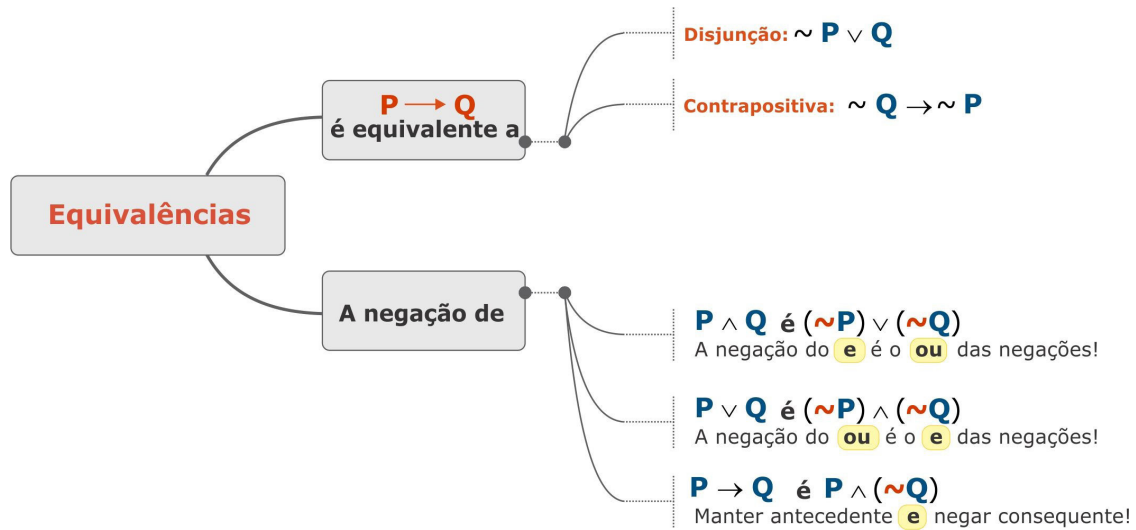 Equivalências
P → Q
é equivalente a
Disjunção: ~ P ∨ Q
Contrapositiva: ~ Q → ~ P
A negação de
P ∧ Q é (~P) ∨ (~Q)
A negação do e é o ou das negações!
P ∨ Q é (~P) ∧ (~Q)
A negação do ou é o e das negações!
P → Q é P ∧ (~Q)
Manter antecedente e negar consequente!